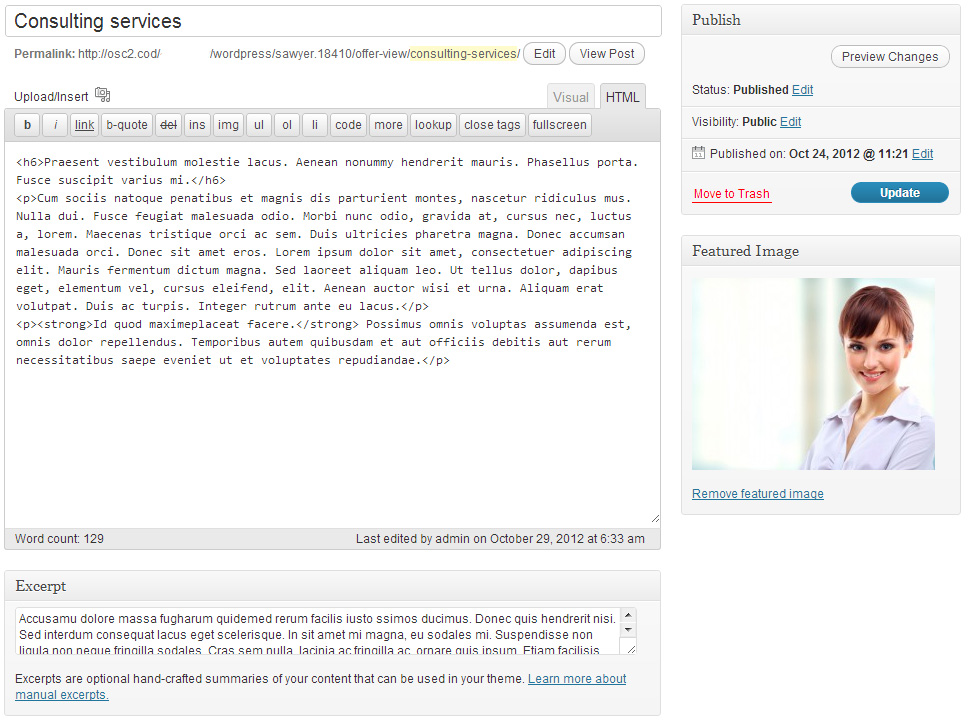 Consulting services
Permalink: http://osc2.cod/ /wordpress/sawyer.18410/offer-view/consulting-services/ Edit View Post
Upload/Insert Visual HTML
b i link b-quote del ins img ul ol li code more lookup close tags fullscreen
<h6>Praesent vestibulum molestie lacus. Aenean nonummy hendrerit mauris. Phasellus porta.
Fusce suscipit varius mi.</h6>
<p>Cum sociis natoque penatibus et magnis dis parturient montes, nascetur ridiculus mus.
Nulla dui. Fusce feugiat malesuada odio. Morbi nunc odio, gravida at, cursus nec, luctus
a, lorem. Maecenas tristique orci ac sem. Duis ultricies pharetra magna. Donec accumsan
malesuada orci. Donec sit amet eros. Lorem ipsum dolor sit amet, consectetuer adipiscing
elit. Mauris fermentum dictum magna. Sed laoreet aliquam leo. Ut tellus dolor, dapibus
eget, elementum vel, cursus eleifend, elit. Aenean auctor wisi et urna. Aliquam erat
volutpat. Duis ac turpis. Integer rutrum ante eu lacus.</p>
<p><strong>Id quod maximeplaceat facere.</strong> Possimus omnis voluptas assumenda est,
omnis dolor repellendus. Temporibus autem quibusdam et aut officiis debitis aut rerum
necessitatibus saepe eveniet ut et voluptates repudiandae.</p>
Word count: 129 Last edited by admin on October 29, 2012 at 6:33 am
Excerpt
Accusamu dolore massa fugharum quidemed rerum facilis iusto ssimos ducimus. Donec quis hendrerit nisi.
Sed interdum consequat lacus eget scelerisque. In sit amet mi magna, eu sodales mi. Suspendisse non
ligula non neque fringilla sodales. Cras sem nulla, lacinia ac fringilla ac, ornare quis ipsum. Etiam facilisis
Excerpts are optional hand-crafted summaries of your content that can be used in your theme. Learn more about
manual excerpts.
Publish
Preview Changes
Status: Published Edit
Visibility: Public Edit
Published on: Oct 24, 2012 @ 11:21 Edit
Move to Trash Update
Featured Image
Remove featured image